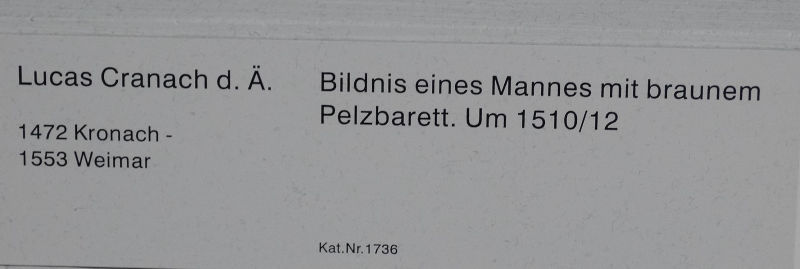 Lucas Cranach d. Ä.
1472 Kronach -
1553 Weimar
Bildnis eines Mannes mit braunem
Pelzbarett. Um 1510/12
Kat.Nr.1736